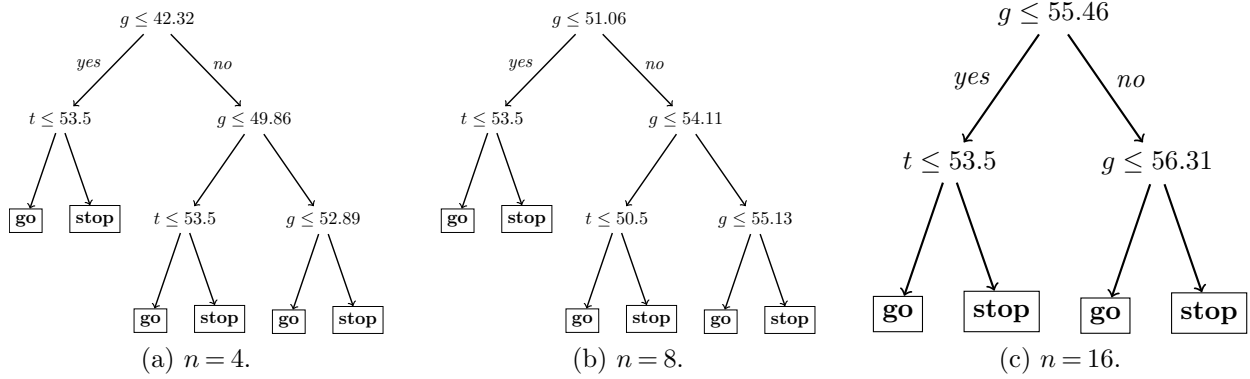 g ≤ 42.32
yes
no
t ≤ 53.5
g ≤ 49.86
go
stop
t ≤ 53.5
g ≤ 52.89
go
stop
go
stop
(a) n = 4.
g ≤ 51.06
yes
no
t ≤ 53.5
g ≤ 54.11
go
stop
t ≤ 50.5
g ≤ 55.13
go
stop
go
stop
(b) n = 8.
g ≤ 55.46
yes
no
t ≤ 53.5
g ≤ 56.31
go
stop
go
stop
(c) n = 16.